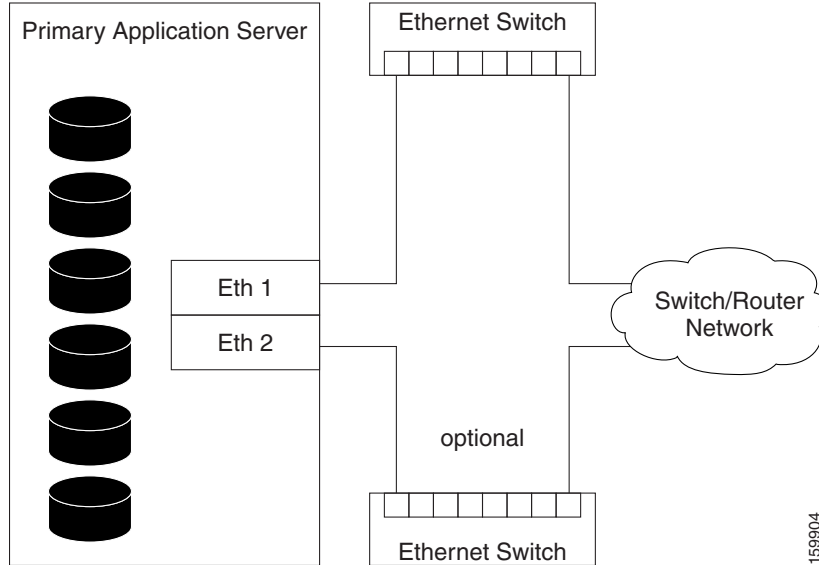 Primary Application Server
Ethernet Switch
Eth 1
Eth 2
Switch/Router
Network
optional
Ethernet Switch
159904